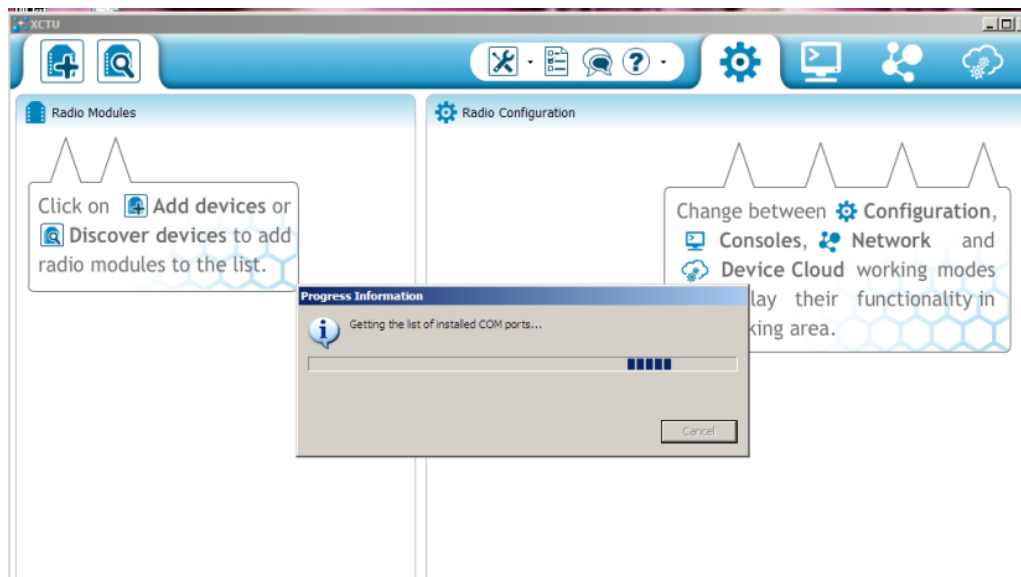 XCTU
Radio Modules
Radio Configuration
Click on Add devices or
Discover devices to add
radio modules to the list.
Change between Configuration,
Consoles, Network and
Device Cloud working modes
lay their functionality in
king area.
Progress Information
Getting the list of installed COM ports...
Cancel